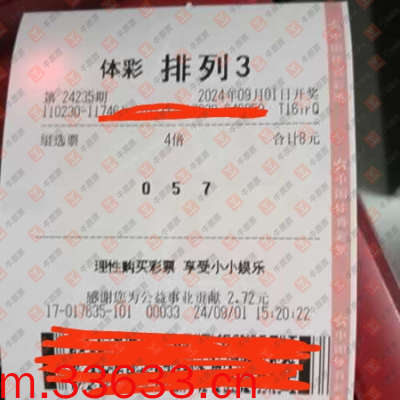 体彩 排列3
第 24235期 2024年09月01日开奖
110230-11746 T16irQ
组选票 4倍 合计8元
0 5 7
理性购买彩票 享受小小娱乐
感谢您为公益事业贡献 2.72元
17-017635-101 00033 24/09/01 15:20:22
m.33633.cn